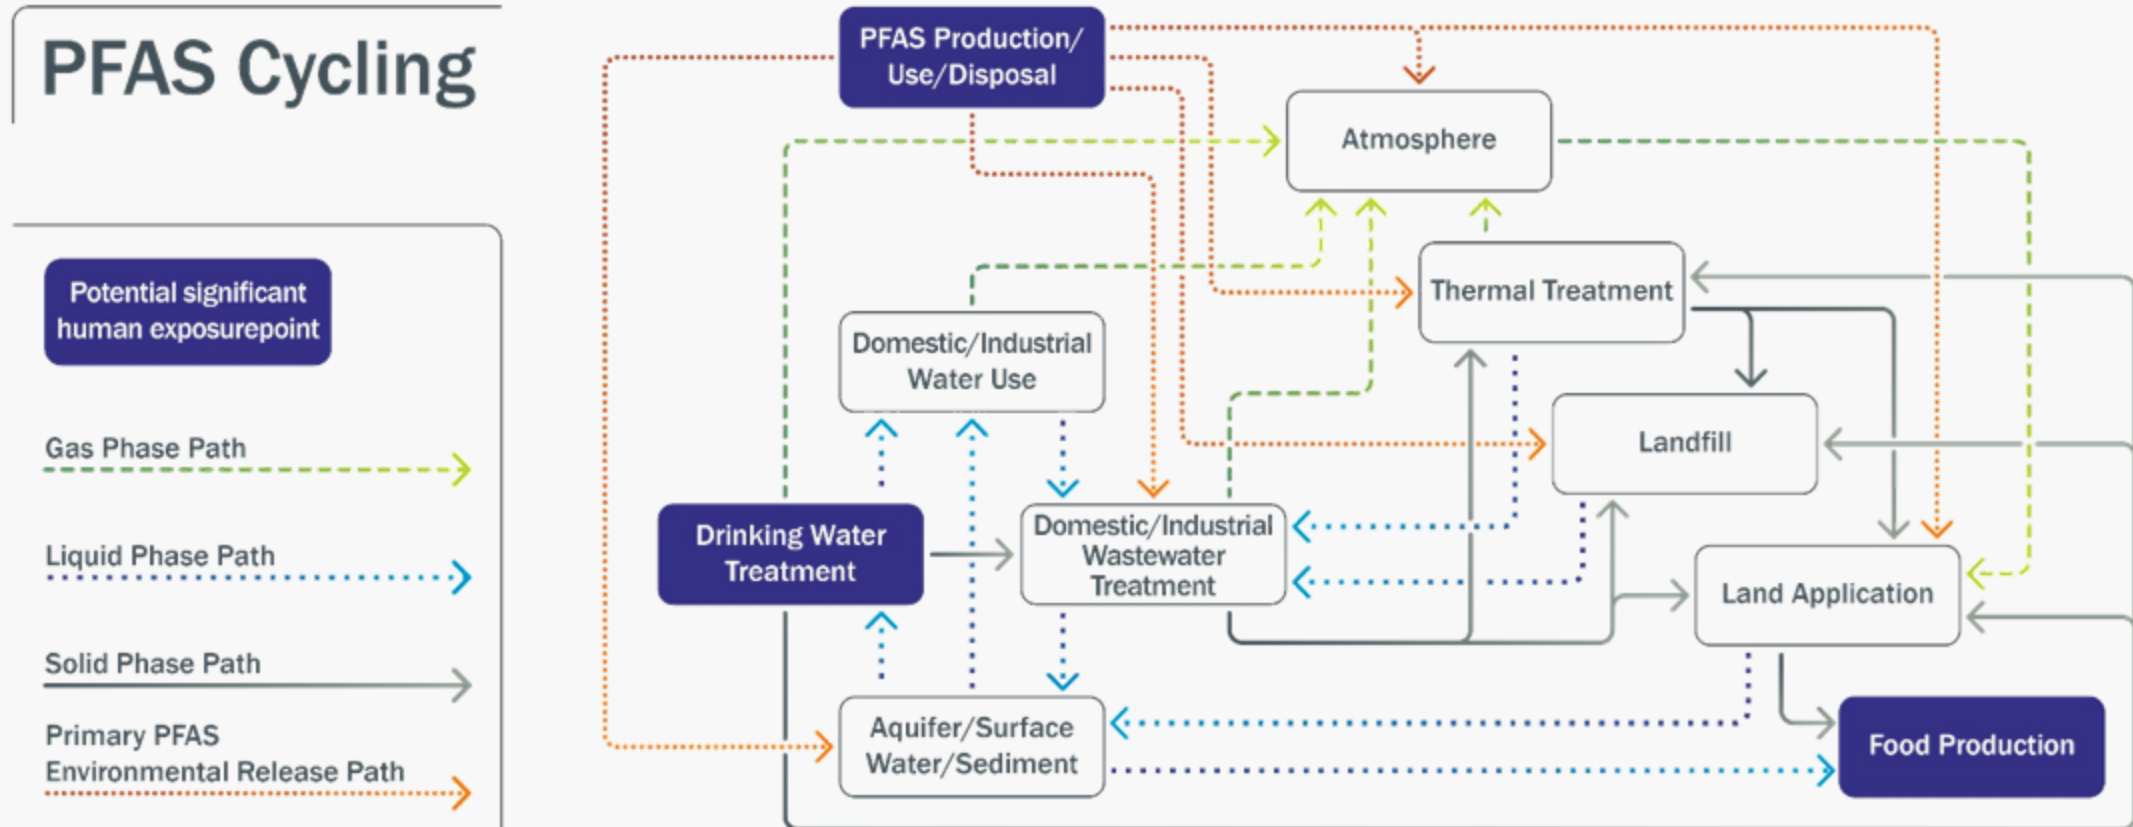 PFAS Cycling
Potential significant
human exposurepoint
Gas Phase Path
Liquid Phase Path
Solid Phase Path
Primary PFAS
Environmental Release Path
PFAS Production/
Use/Disposal
Atmosphere
Thermal Treatment
Domestic/Industrial
Water Use
Landfill
Drinking Water
Treatment
Domestic/Industrial
Wastewater
Treatment
Land Application
Aquifer/Surface
Water/Sediment
Food Production